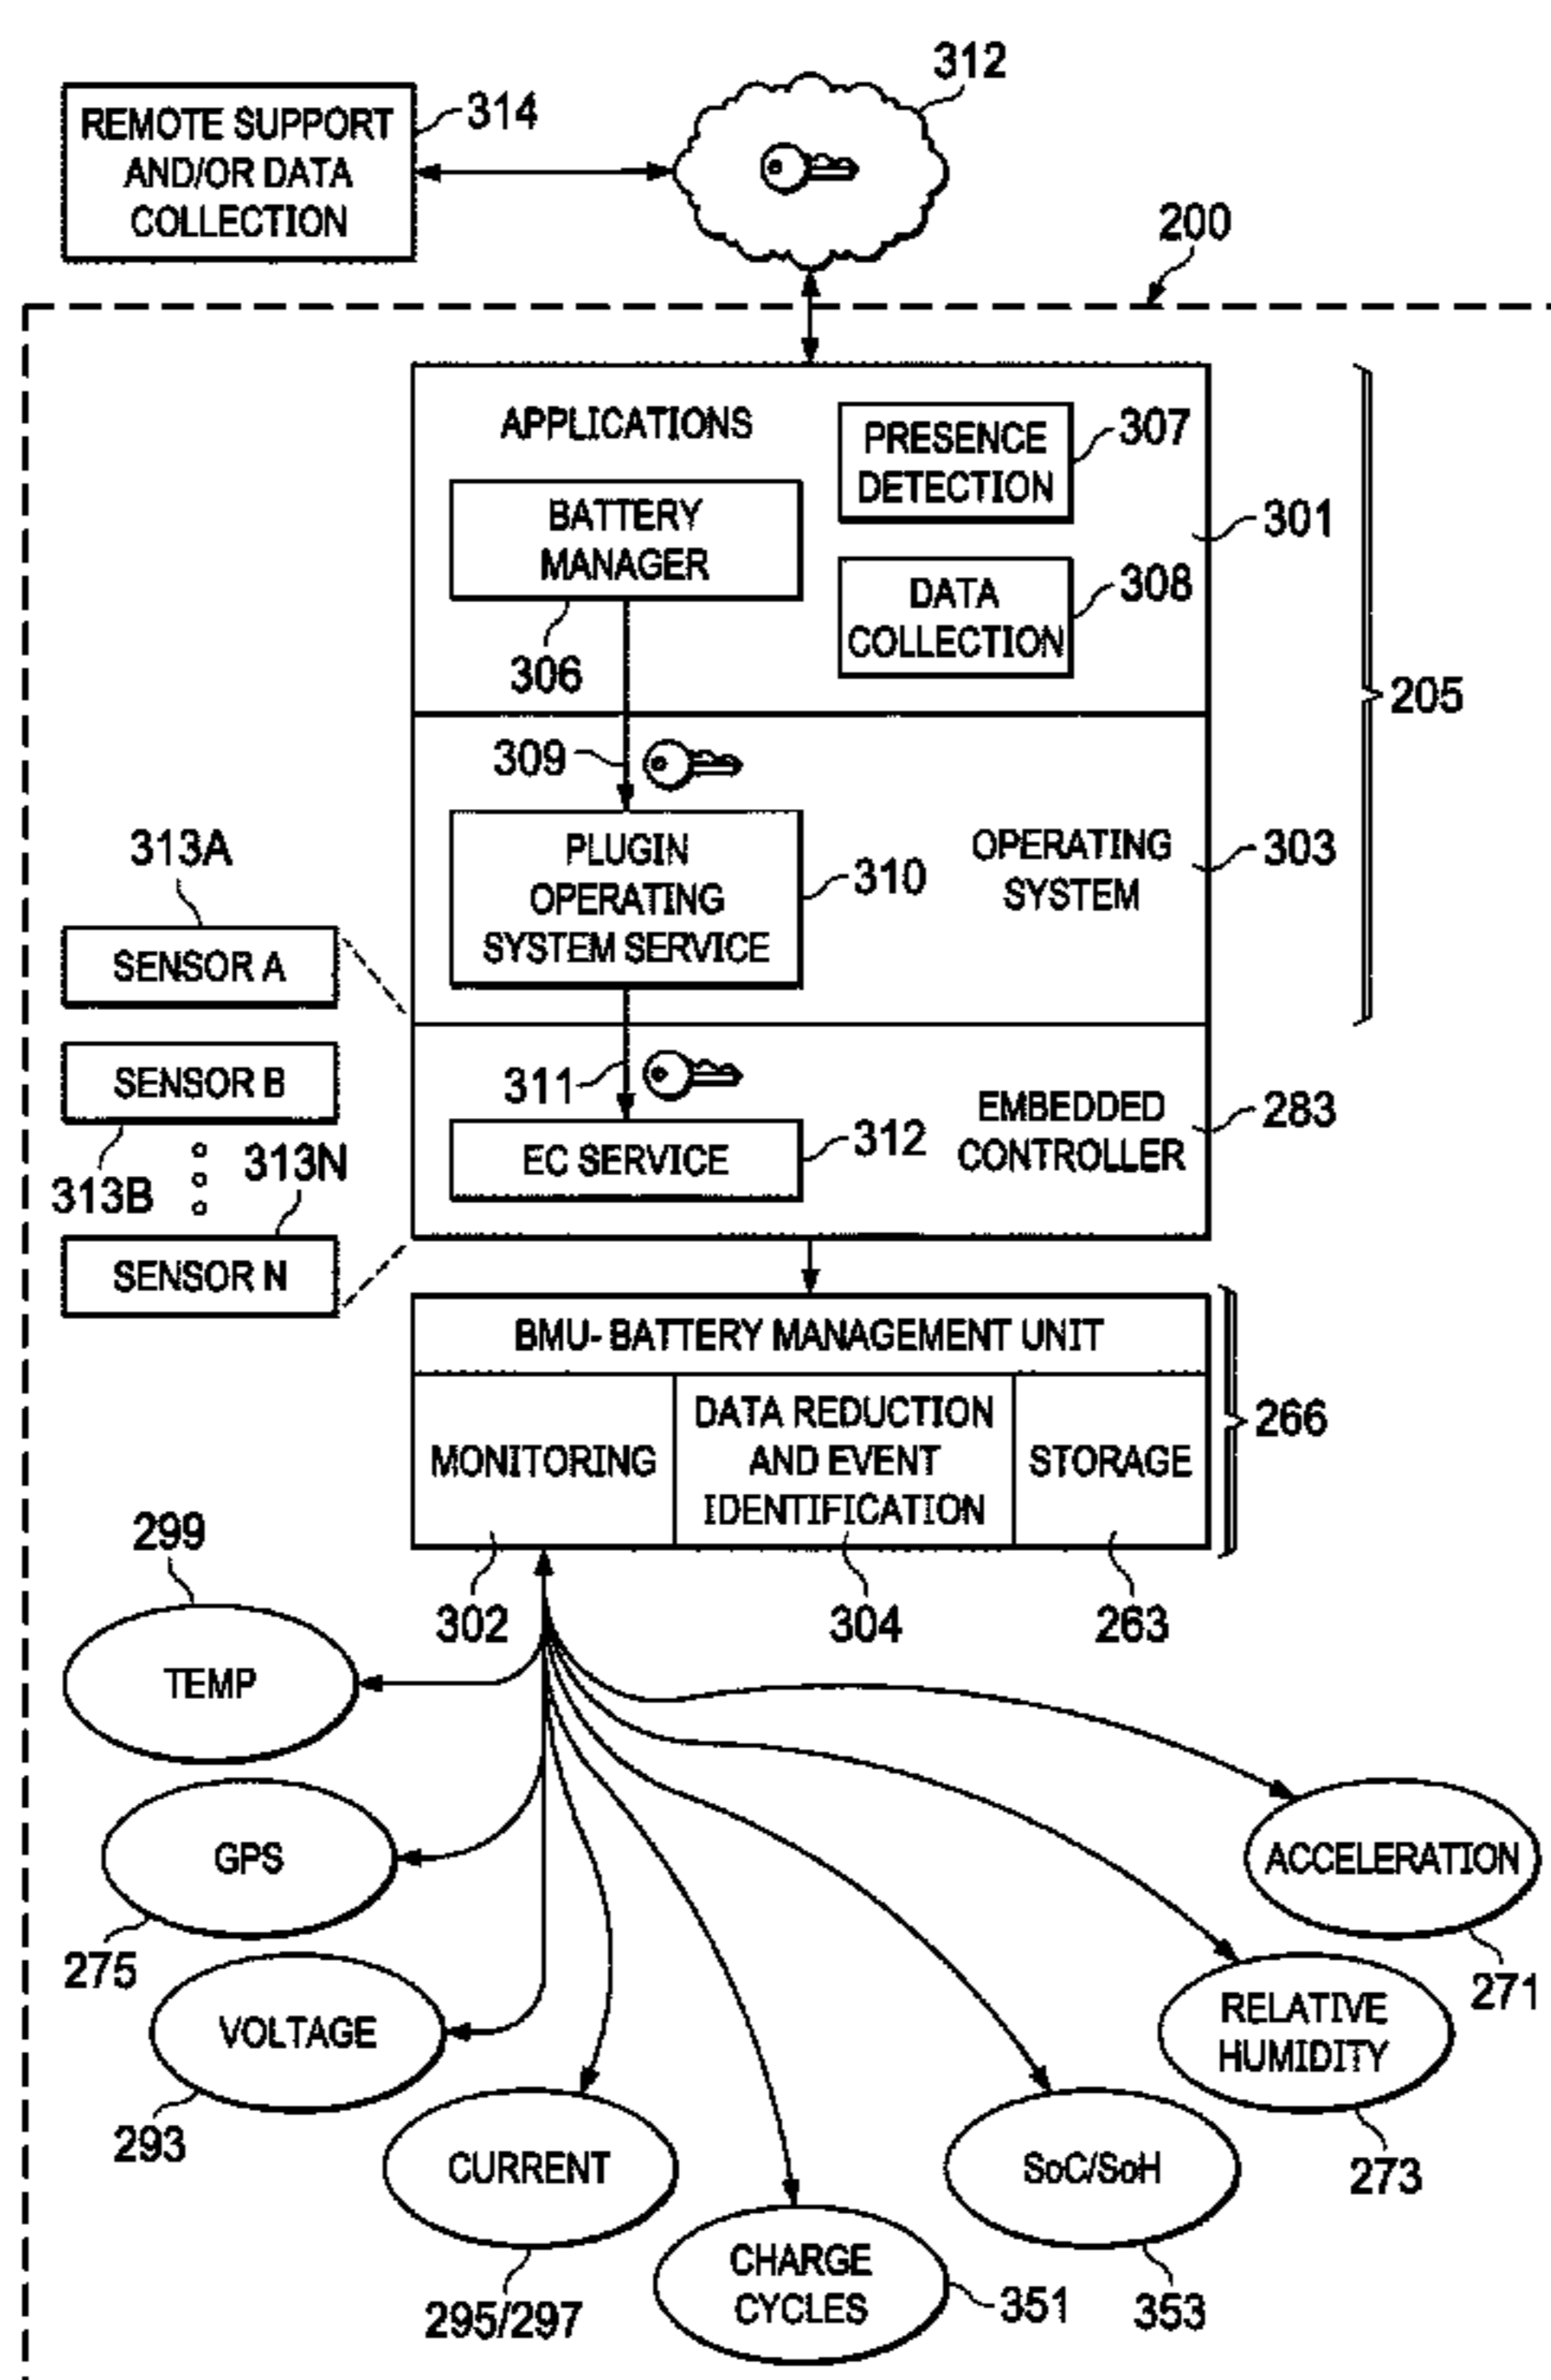 312
REMOTE SUPPORT
AND/OR DATA
COLLECTION
314
200
APPLICATIONS
PRESENCE
DETECTION
307
BATTERY
MANAGER
301
DATA
COLLECTION
308
306
205
309
313A
PLUGIN
OPERATING
SYSTEM SERVICE
310
OPERATING
SYSTEM
303
SENSOR A
SENSOR B
311
EMBEDDED
CONTROLLER
283
313B
313N
EC SERVICE
312
SENSOR N
BMU- BATTERY MANAGEMENT UNIT
MONITORING
DATA REDUCTION
AND EVENT
IDENTIFICATION
STORAGE
266
299
302
304
263
TEMP
GPS
ACCELERATION
275
271
VOLTAGE
RELATIVE
HUMIDITY
293
273
CURRENT
SoC/SoH
295/297
CHARGE
CYCLES
351
353